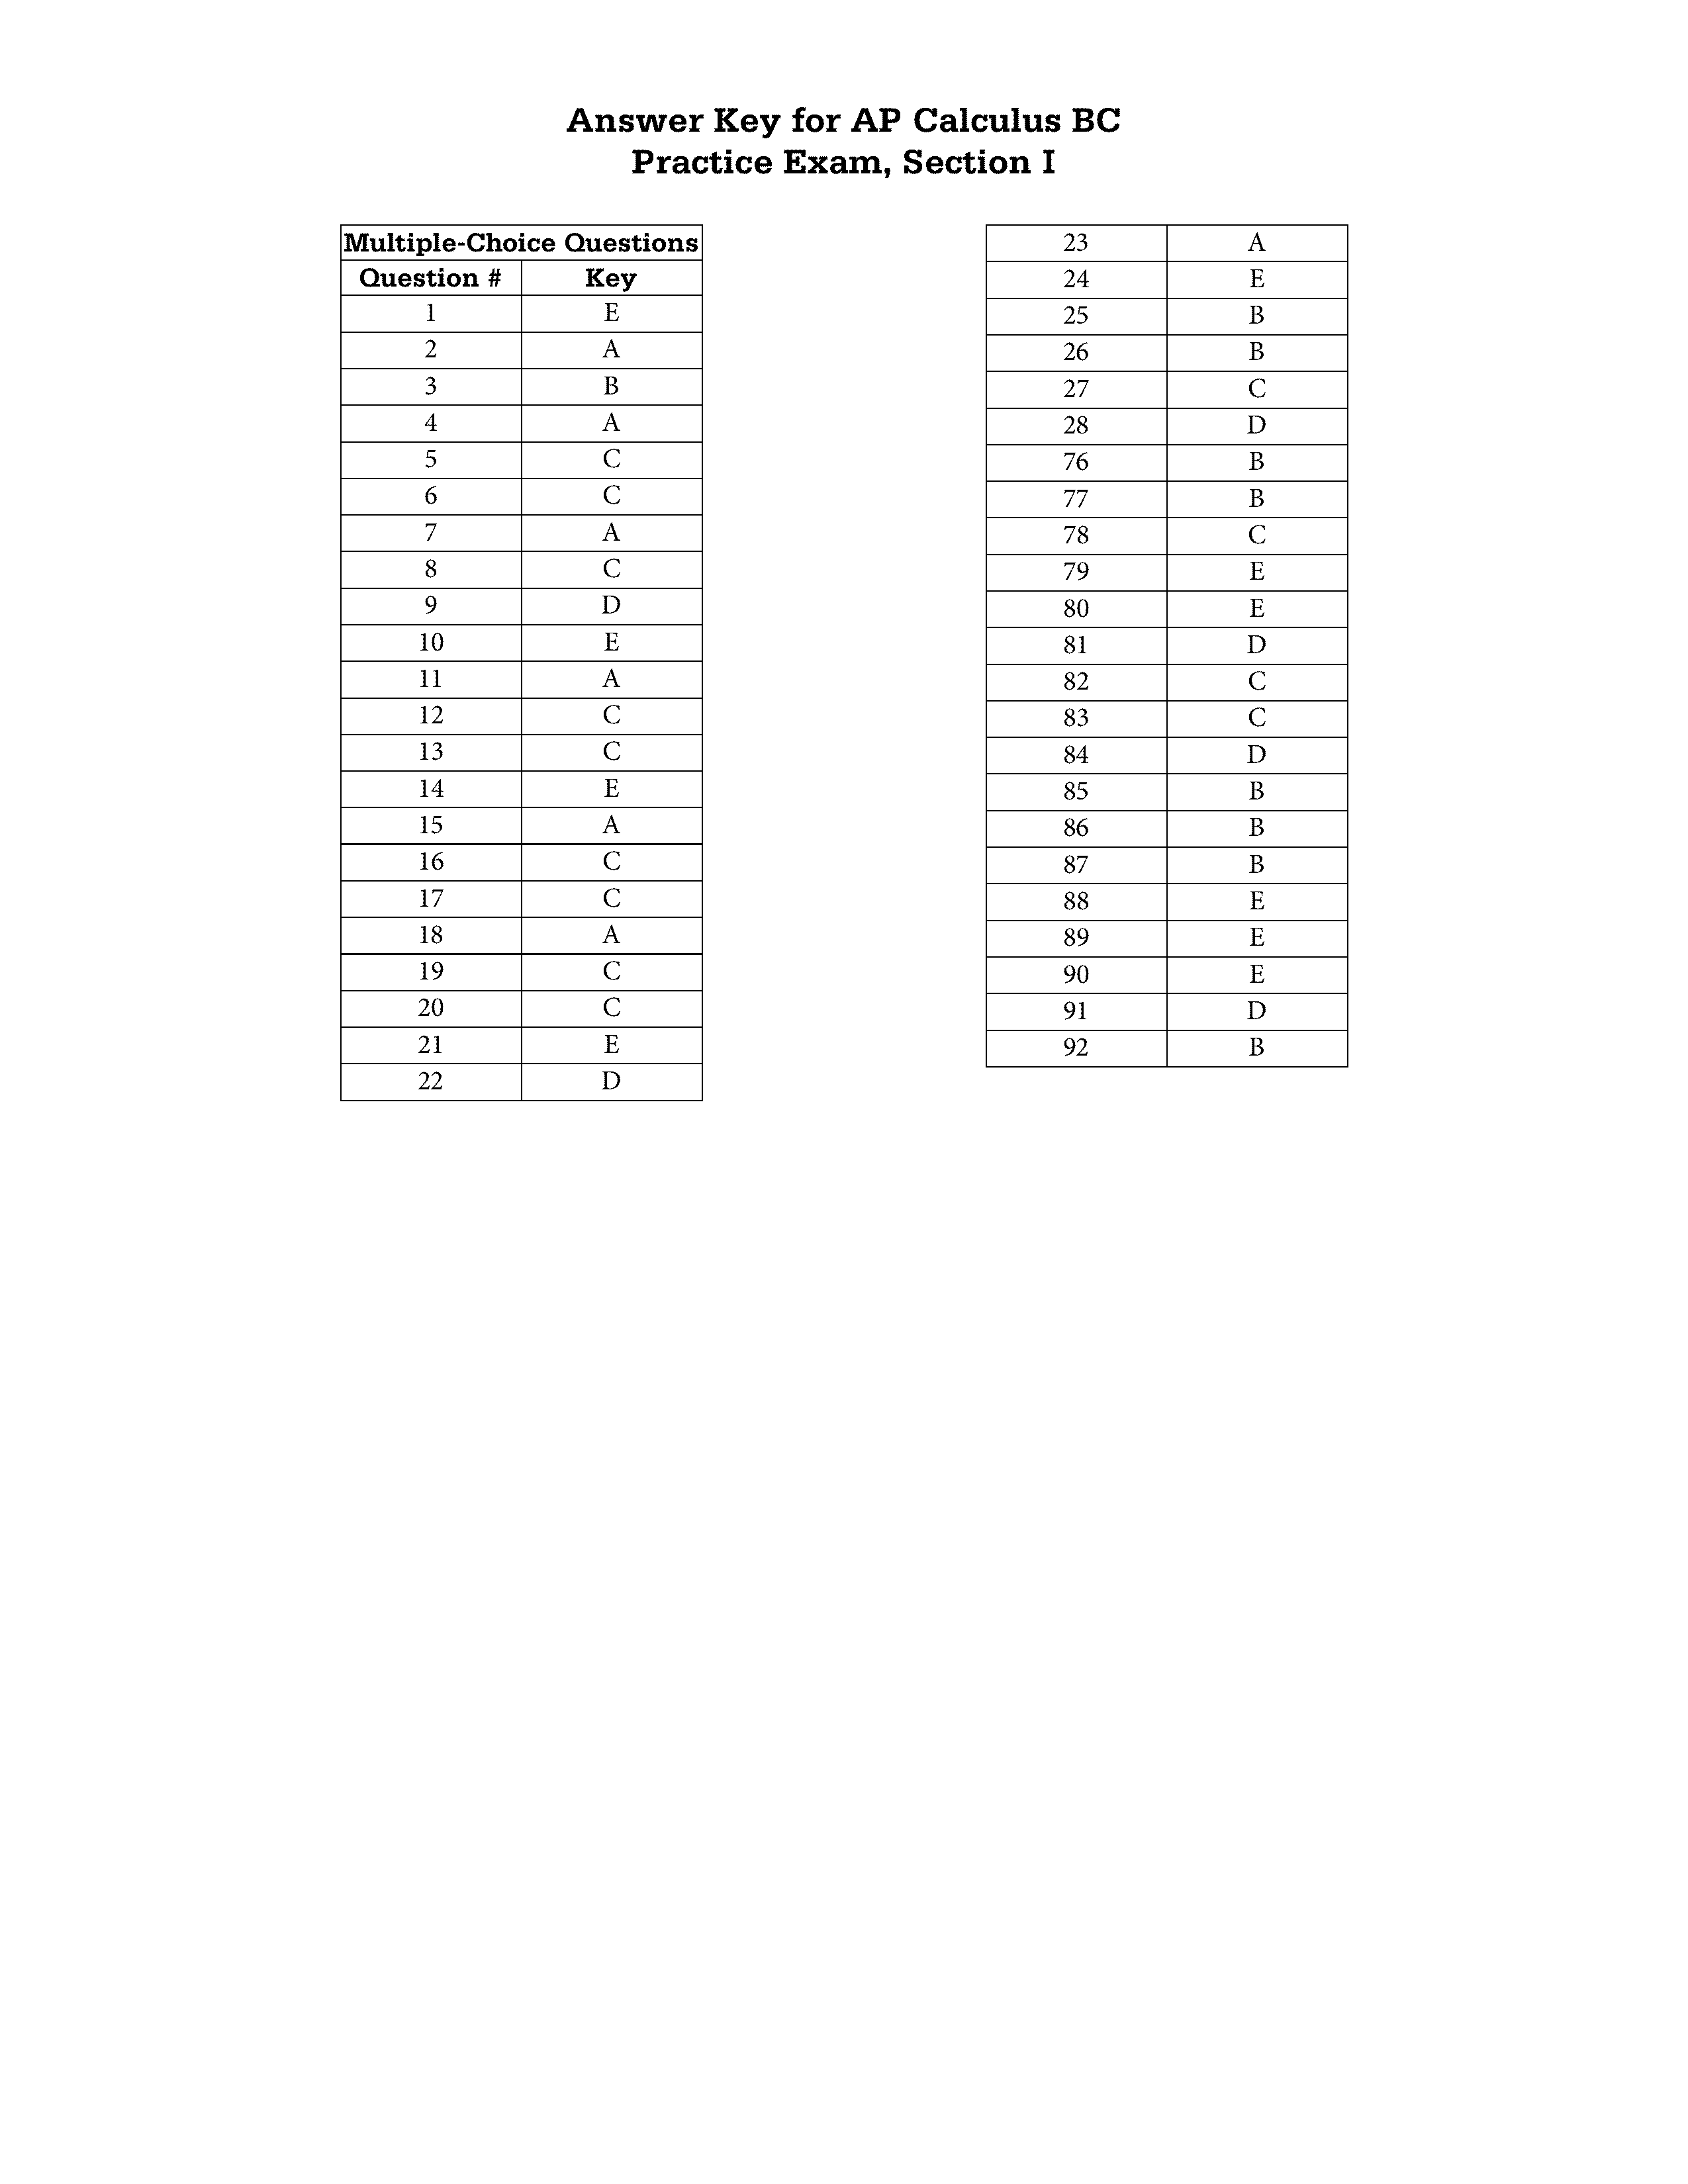 Answer Key for AP Calculus BC
Practice Exam, Section I
Multiple-Choice Questions
Question # Key
1 E
2 A
3 B
4 A
5 C
6 C
7 A
8 C
9 D
10 E
11 A
12 C
13 C
14 E
15 A
16 C
17 C
18 A
19 C
20 C
21 E
22 D
23 A
24 E
25 B
26 B
27 C
28 D
76 B
77 B
78 C
79 E
80 E
81 D
82 C
83 C
84 D
85 B
86 B
87 B
88 E
89 E
90 E
91 D
92 B